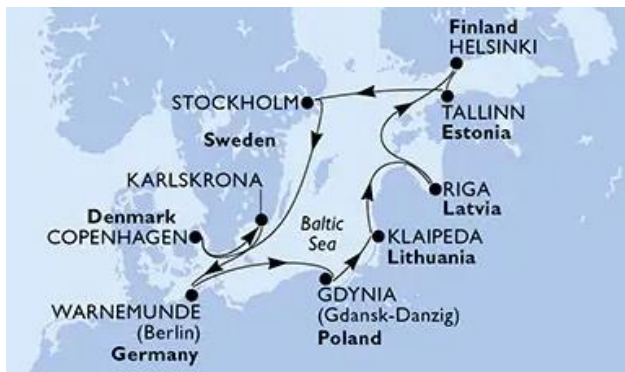 Finland
HELSINKI
STOCKHOLM
TALLINN
Estonia
Sweden
KARLSKRONA
RIGA
Latvia
Denmark
COPENHAGEN
Baltic
Sea
KLAIPEDA
Lithuania
WARNEMUNDE
(Berlin)
Germany
GDYNIA
(Gdansk-Danzig)
Poland